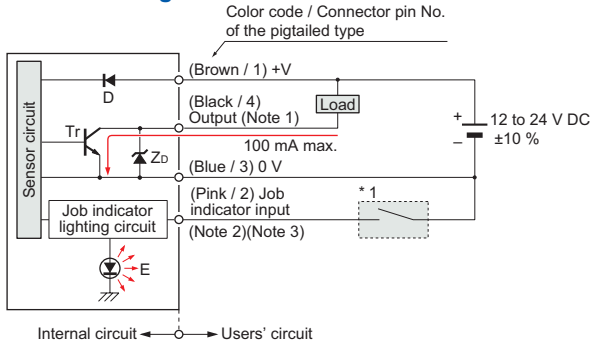 Color code / Connector pin No.
of the pigtailed type
(Brown / 1) +V
D
(Black / 4)
Output (Note 1)
Load
Tr
100 mA max.
ZD
+
12 to 24 V DC
–
±10 %
Sensor circuit
(Blue / 3) 0 V
(Pink / 2) Job
indicator input
* 1
Job indicator
lighting circuit
(Note 2)(Note 3)
E
Internal circuit
Users' circuit